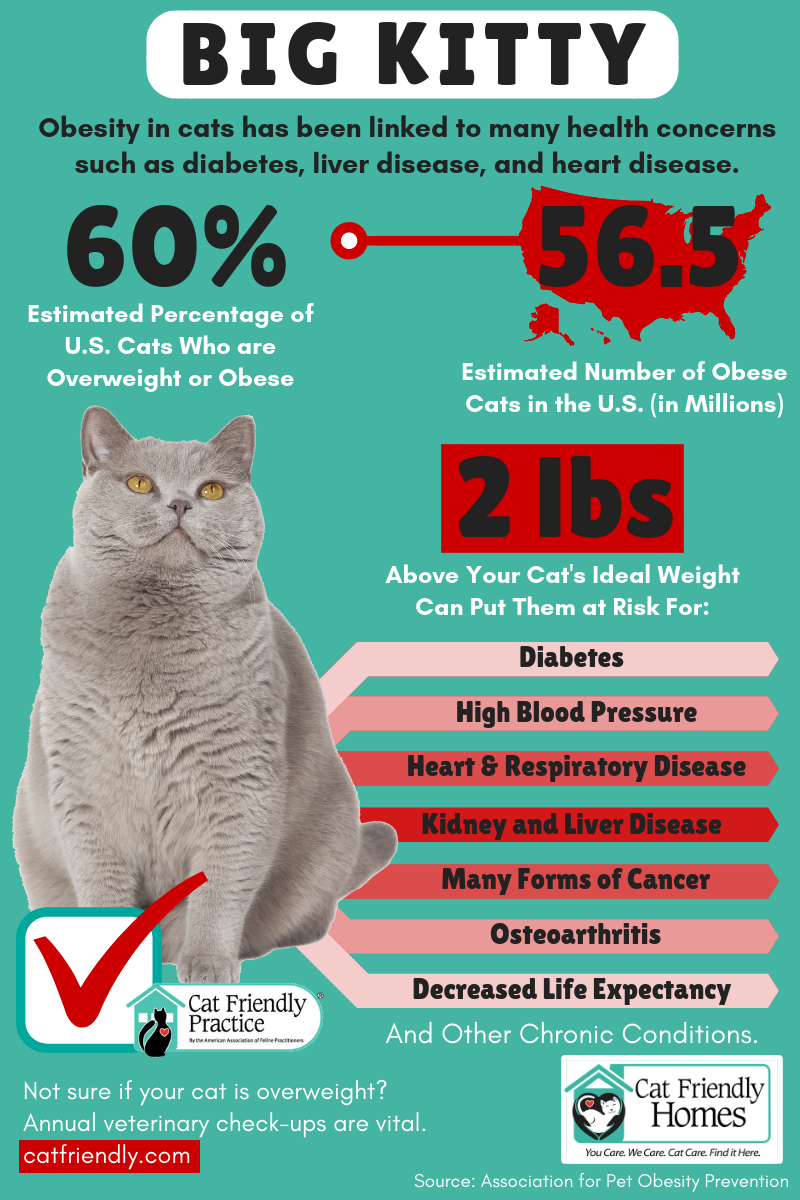 BIG KITTY
Obesity in cats has been linked to many health concerns
such as diabetes, liver disease, and heart disease.
60%
Estimated Percentage of
U.S. Cats Who are
Overweight or Obese
56.5
Estimated Number of Obese
Cats in the U.S. (in Millions)
2 lbs
Above Your Cat's Ideal Weight
Can Put Them at Risk For:
Diabetes
High Blood Pressure
Heart & Respiratory Disease
Kidney and Liver Disease
Many Forms of Cancer
Osteoarthritis
Decreased Life Expectancy
And Other Chronic Conditions.
Cat Friendly ®
Practice
By the American Association of Feline Practitioners
Not sure if your cat is overweight?
Annual veterinary check-ups are vital.
catfriendly.com
Cat Friendly
Homes
You Care. We Care. Cat Care. Find it Here.
Source: Association for Pet Obesity Prevention